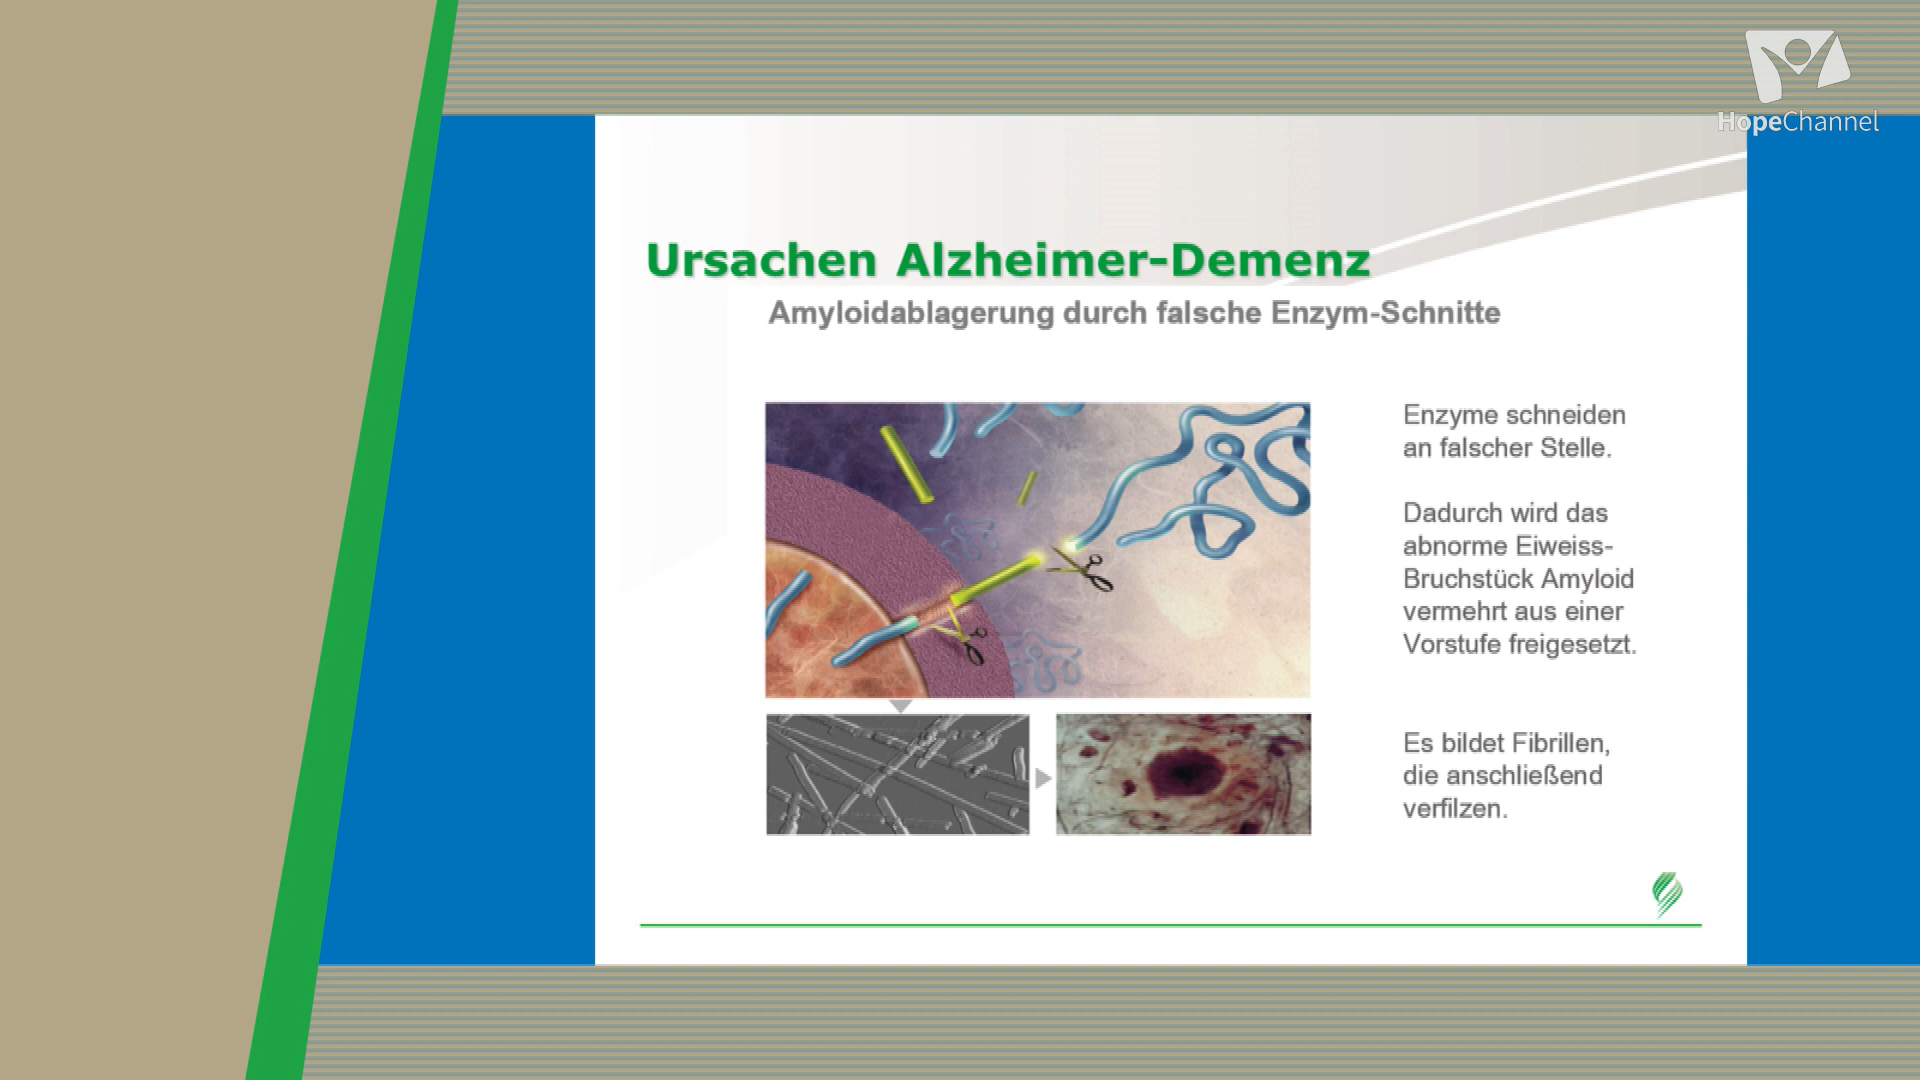 HopeChannel
Ursachen Alzheimer-Demenz
Amyloidablagerung durch falsche Enzym-Schnitte
Enzyme schneiden
an falscher Stelle.
Dadurch wird das
abnorme Eiweiss-
Bruchstück Amyloid
vermehrt aus einer
Vorstufe freigesetzt.
Es bildet Fibrillen,
die anschließend
verfilzen.